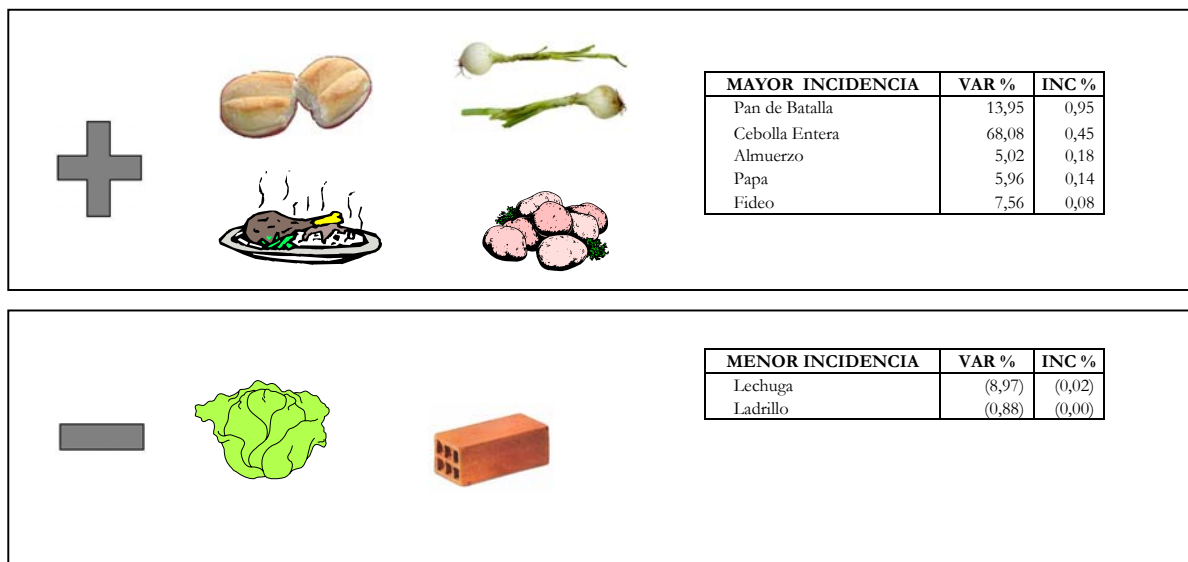 MAYOR INCIDENCIA VAR % INC %
Pan de Batalla 13,95 0,95
Cebolla Entera 68,08 0,45
Almuerzo 5,02 0,18
Papa 5,96 0,14
Fideo 7,56 0,08
MENOR INCIDENCIA VAR % INC %
Lechuga (8,97) (0,02)
Ladrillo (0,88) (0,00)